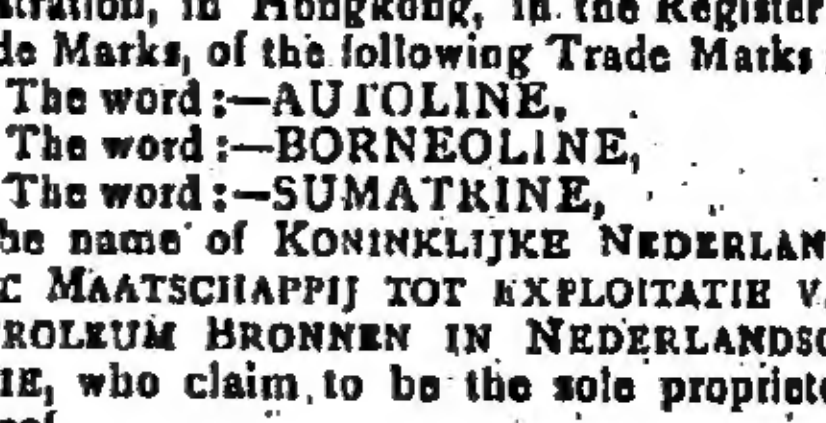 stration, in Hongkong, in the Register
de Marks, of the following Trade Marks
The word :—AUTOLINE,
The word :—BORNEOLINE,
The word :—SUMATRINE,
he name of KONINKLIJKE NEDERLAN
E MAATSCHAPPIJ TOT EXPLOITATIE V
ROLEUM BRONNEN IN NEDERLANDSC
IE, who claim to be the sole propriet